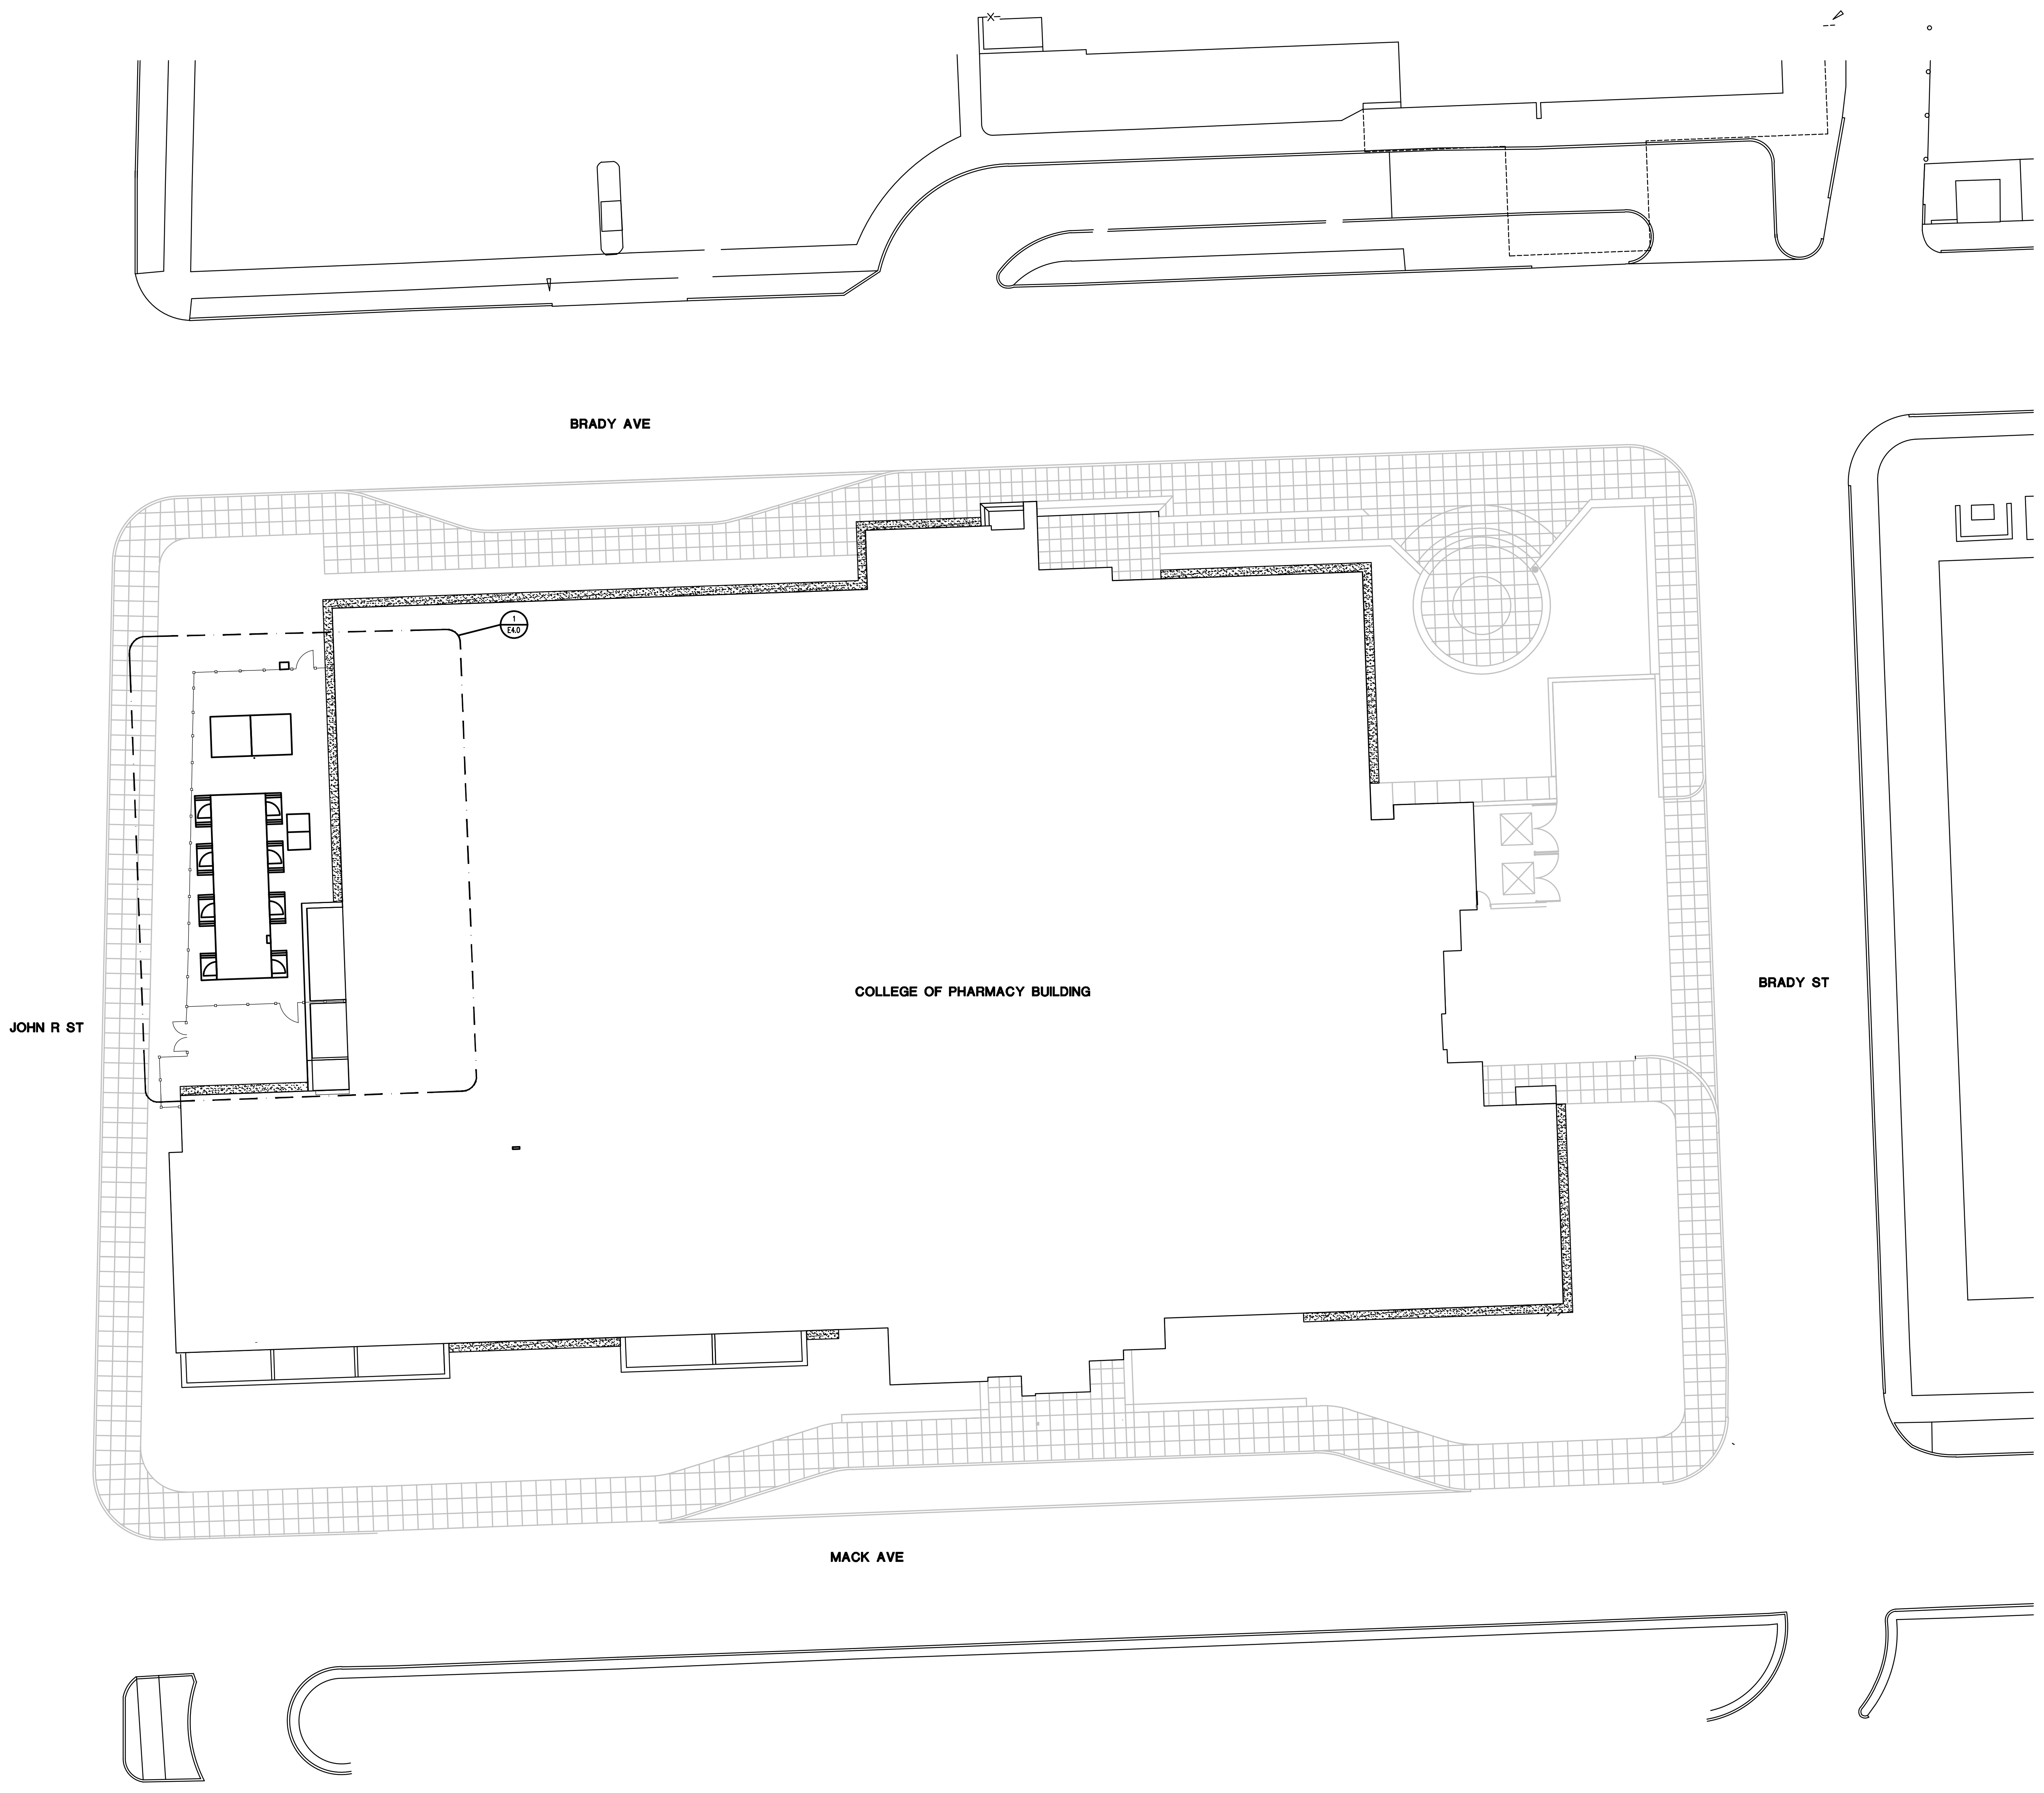 BRADY AVE
1
E4.0
COLLEGE OF PHARMACY BUILDING
BRADY ST
JOHN R ST
MACK AVE